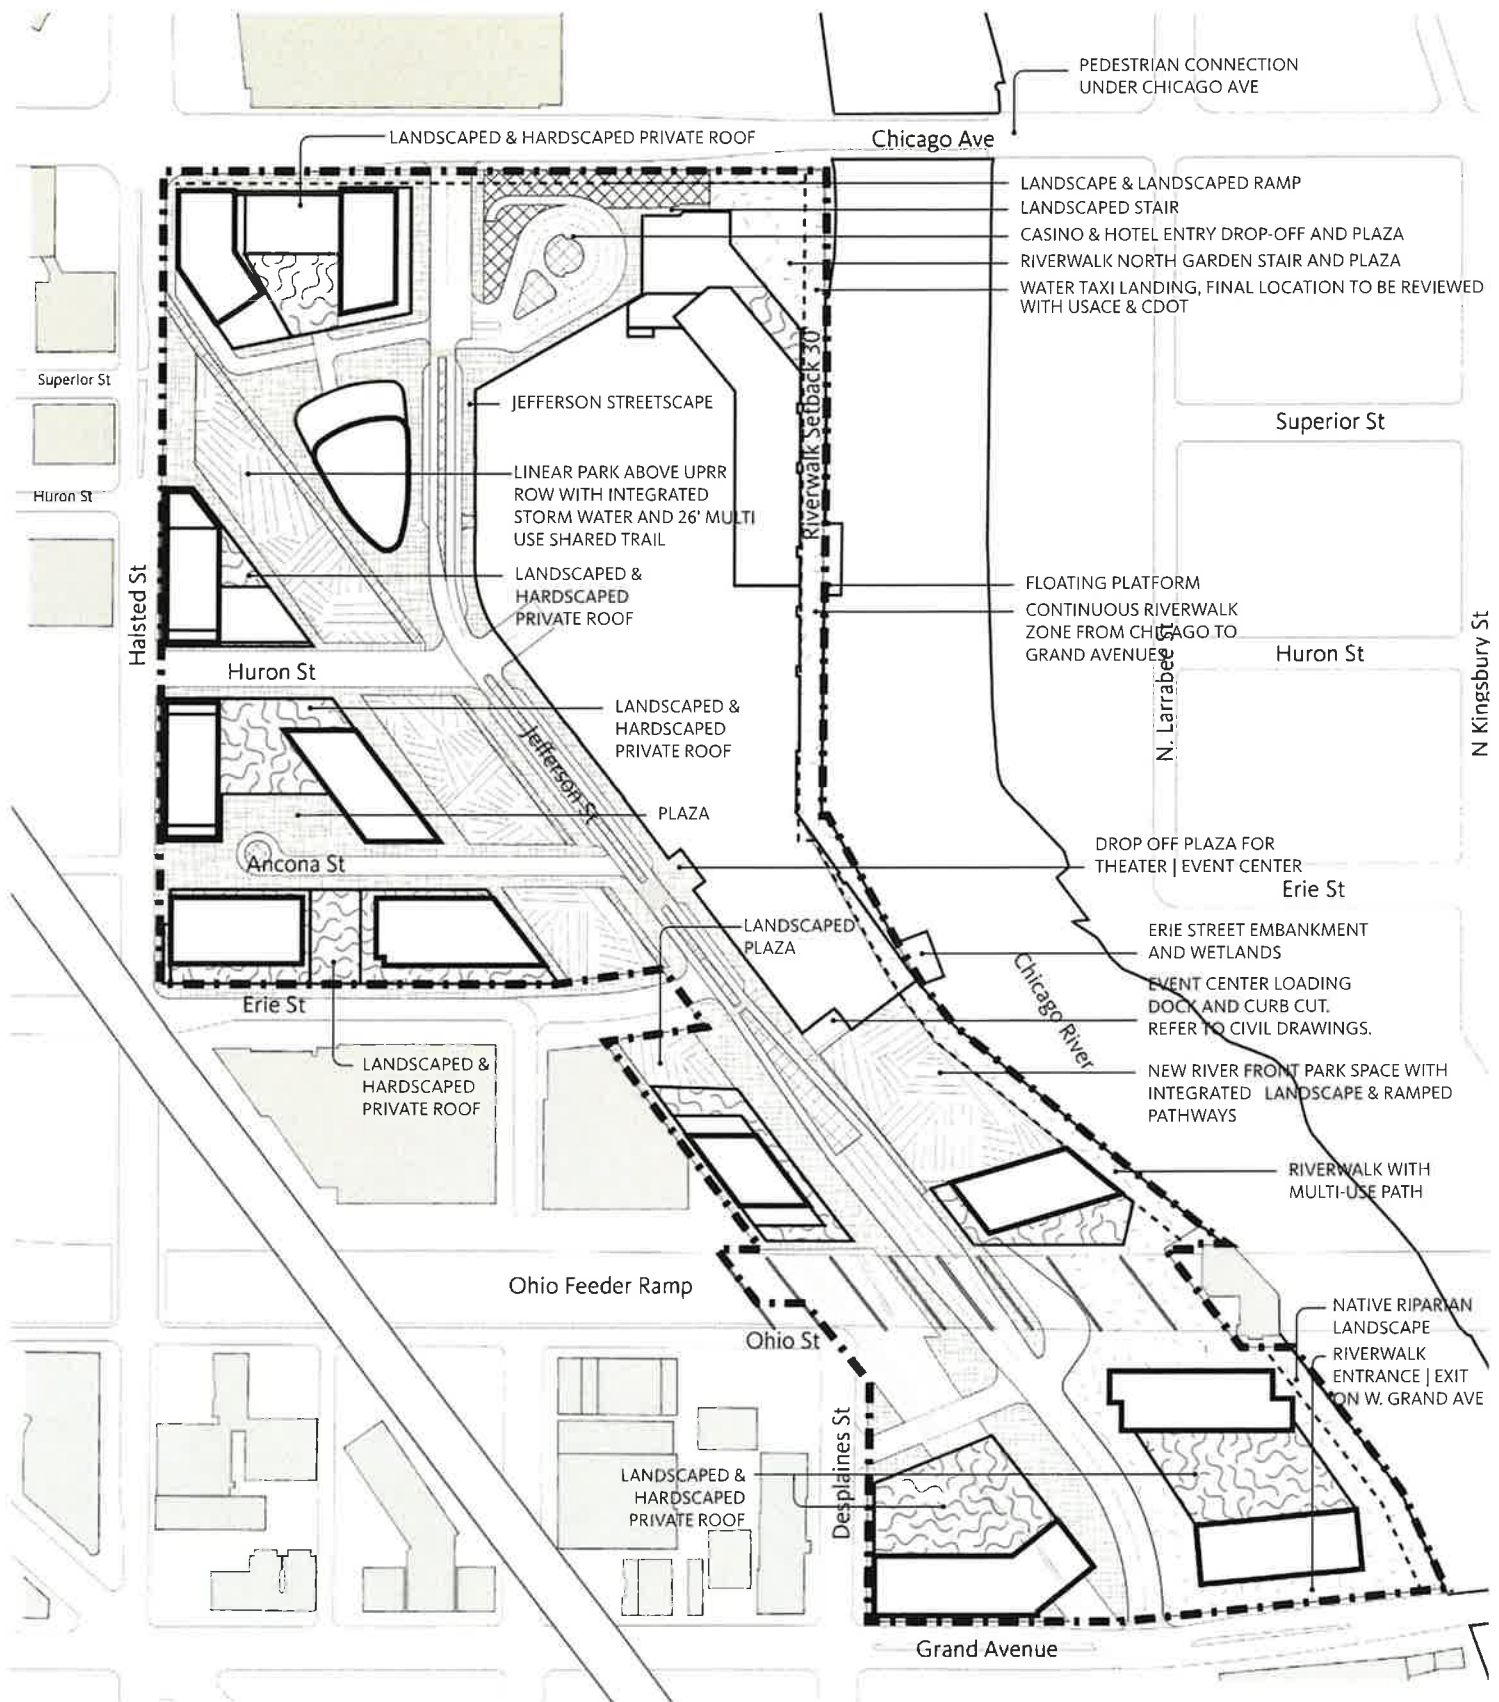 PEDESTRIAN CONNECTION
UNDER CHICAGO AVE
LANDSCAPED & HARDSCAPED PRIVATE ROOF
Chicago Ave
LANDSCAPE & LANDSCAPED RAMP
LANDSCAPED STAIR
CASINO & HOTEL ENTRY DROP-OFF AND PLAZA
RIVERWALK NORTH GARDEN STAIR AND PLAZA
WATER TAXI LANDING, FINAL LOCATION TO BE REVIEWED
WITH USACE & CDOT
Riverwalk Setback 30'
Superior St
JEFFERSON STREETSCAPE
Superior St
LINEAR PARK ABOVE UPRR
ROW WITH INTEGRATED
STORM WATER AND 26' MULTI
USE SHARED TRAIL
Huron St
Halsted St
LANDSCAPED &
HARDSCAPED
PRIVATE ROOF
FLOATING PLATFORM
CONTINUOUS RIVERWALK
ZONE FROM CHICAGO TO
GRAND AVENUES
N. Larrabee St
Huron St
N Kingsbury St
Huron St
LANDSCAPED &
HARDSCAPED
PRIVATE ROOF
Jefferson St
PLAZA
Ancona St
DROP OFF PLAZA FOR
THEATER | EVENT CENTER
Erie St
LANDSCAPED
PLAZA
ERIE STREET EMBANKMENT
AND WETLANDS
Chicago River
EVENT CENTER LOADING
DOCK AND CURB CUT.
REFER TO CIVIL DRAWINGS.
Erie St
LANDSCAPED &
HARDSCAPED
PRIVATE ROOF
NEW RIVER FRONT PARK SPACE WITH
INTEGRATED LANDSCAPE & RAMPED
PATHWAYS
RIVERWALK WITH
MULTI-USE PATH
Ohio Feeder Ramp
NATIVE RIPARIAN
LANDSCAPE
Ohio St
RIVERWALK
ENTRANCE | EXIT
ON W. GRAND AVE
Desplaines St
LANDSCAPED &
HARDSCAPED
PRIVATE ROOF
Grand Avenue